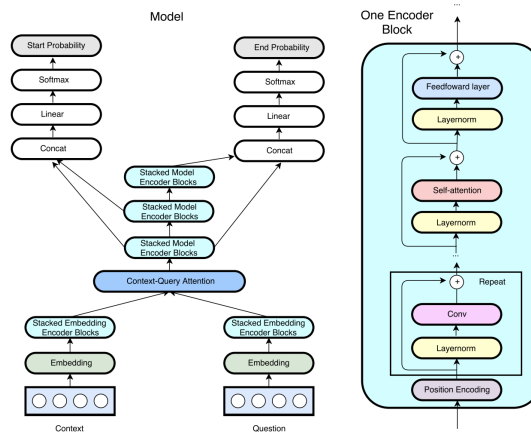 Model
Start Probability
End Probability
Softmax
Softmax
Linear
Linear
Concat
Concat
Stacked Model
Encoder Blocks
Stacked Model
Encoder Blocks
Stacked Model
Encoder Blocks
Context-Query Attention
Stacked Embedding
Encoder Blocks
Stacked Embedding
Encoder Blocks
Embedding
Embedding
Context
Question
One Encoder
Block
...
+
Feedfoward layer
Layernorm
+
Self-attention
Layernorm
...
Repeat
+
Conv
Layernorm
Position Encoding